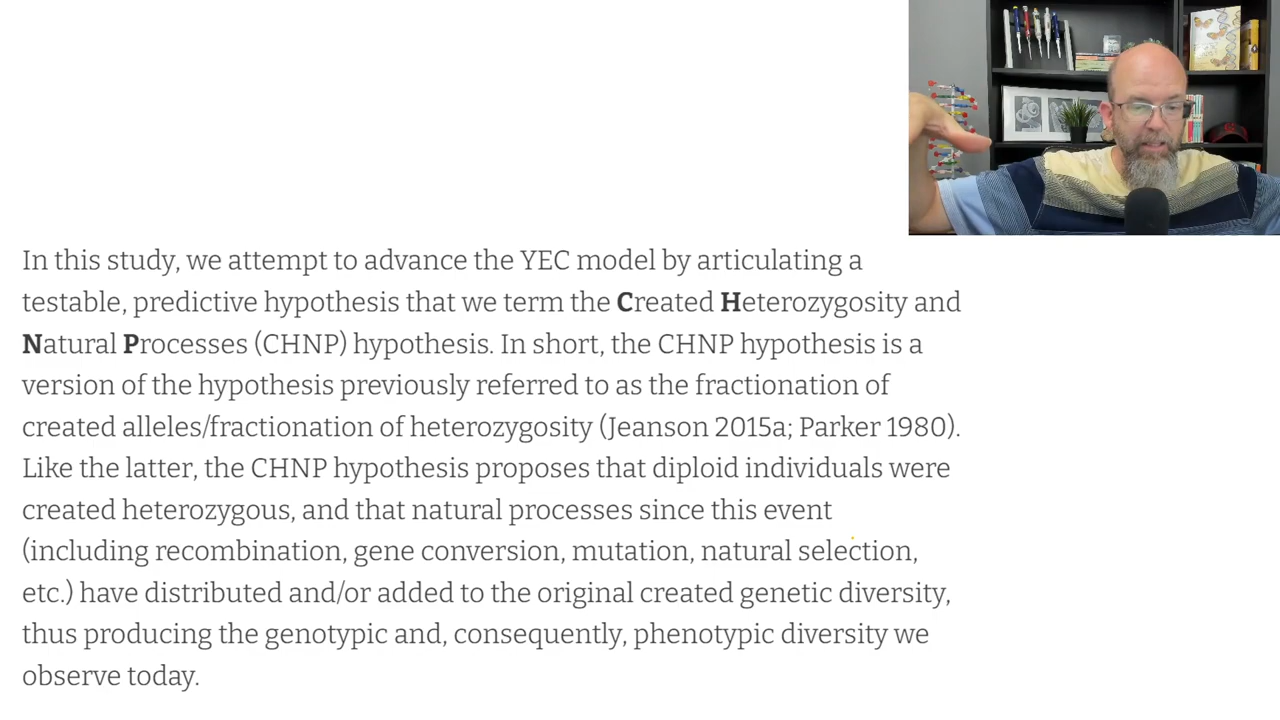 In this study, we attempt to advance the YEC model by articulating a
testable, predictive hypothesis that we term the Created Heterozygosity and
Natural Processes (CHNP) hypothesis. In short, the CHNP hypothesis is a
version of the hypothesis previously referred to as the fractionation of
created alleles/fractionation of heterozygosity (Jeanson 2015a; Parker 1980).
Like the latter, the CHNP hypothesis proposes that diploid individuals were
created heterozygous, and that natural processes since this event
(including recombination, gene conversion, mutation, natural selection,
etc.) have distributed and/or added to the original created genetic diversity,
thus producing the genotypic and, consequently, phenotypic diversity we
observe today.